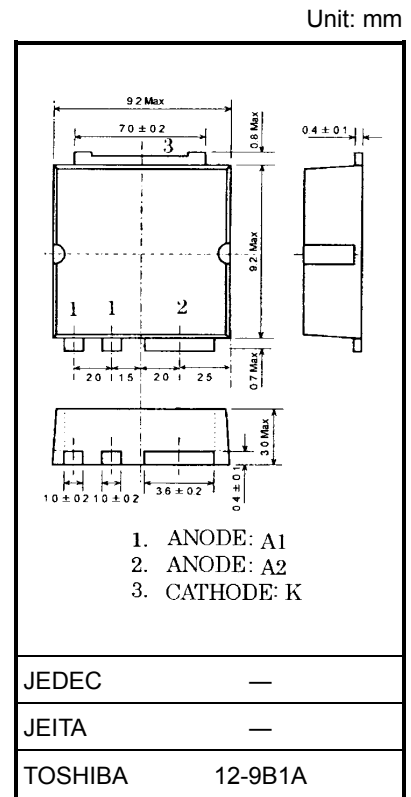 Unit: mm
9.2 Max
7.0 ± 0.2
3
0.8 Max
0.4 ± 0.1
9.2 Max
1 1 2
2.0 1.5 2.0 2.5
0.7 Max
3.0 Max
1.0 ± 0.2 1.0 ± 0.2 3.6 ± 0.2
0.4 ± 0.1
1. ANODE: A1
2. ANODE: A2
3. CATHODE: K
JEDEC —
JEITA —
TOSHIBA 12-9B1A